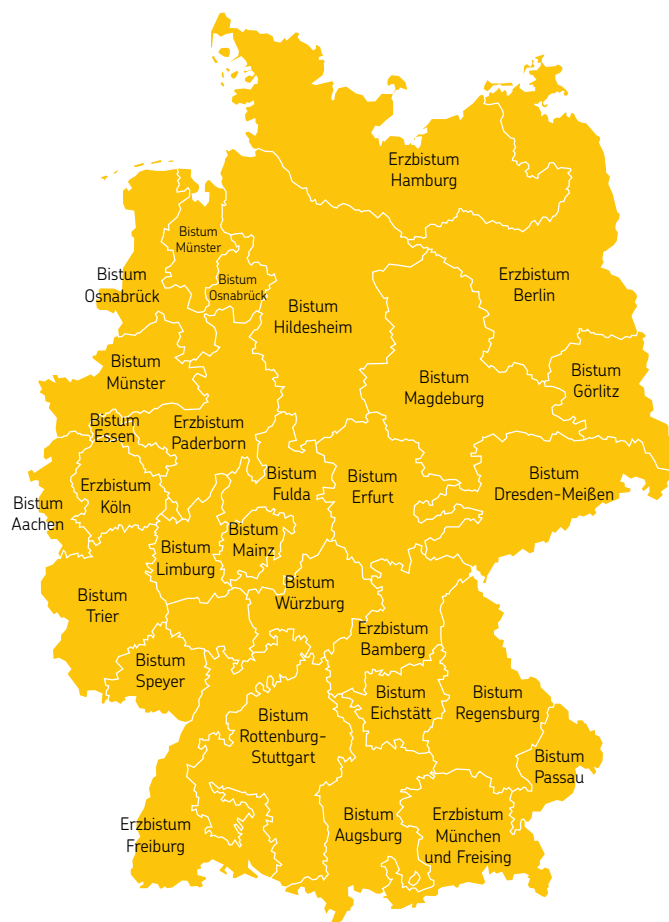 Erzbistum
Hamburg
Bistum
Münster
Bistum
Osnabrück
Bistum
Osnabrück
Erzbistum
Berlin
Bistum
Hildesheim
Bistum
Münster
Bistum
Magdeburg
Bistum
Görlitz
Bistum
Essen
Erzbistum
Paderborn
Bistum
Fulda
Bistum
Erfurt
Bistum
Dresden-Meißen
Erzbistum
Köln
Bistum
Aachen
Bistum
Mainz
Bistum
Limburg
Bistum
Würzburg
Bistum
Trier
Erzbistum
Bamberg
Bistum
Speyer
Bistum
Eichstätt
Bistum
Regensburg
Bistum
Rottenburg-
Stuttgart
Bistum
Passau
Erzbistum
Freiburg
Bistum
Augsburg
Erzbistum
München
und Freising